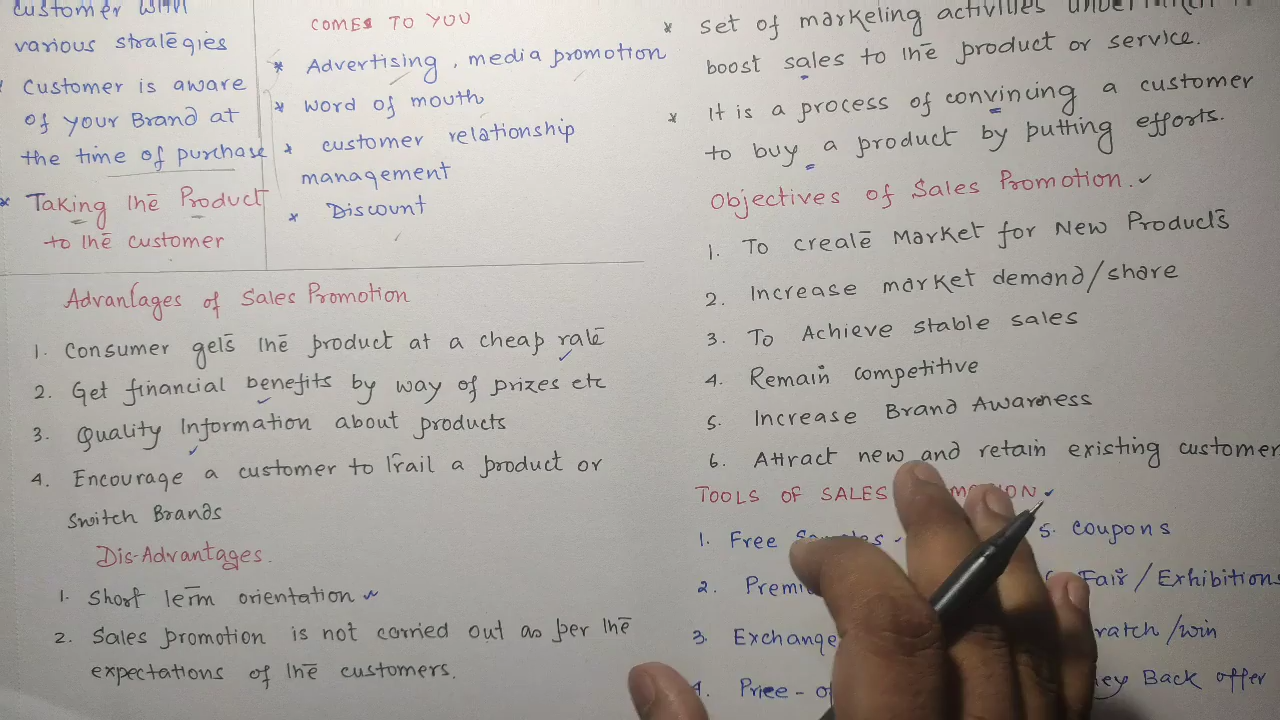 customer with
various strategies
Customer is aware
of your Brand at
the time of purchase
* Taking the Product
to the customer
COMES TO YOU
* Advertising, media promotion
* word of mouth
* customer relationship
management
* Discount
Advantages of Sales Promotion
1. Consumer gets the product at a cheap rate
2. Get financial benefits by way of prizes etc
3. Quality Information about products
4. Encourage a customer to Trail a product or
Switch Brands
Dis-Advantages.
1. Short term orientation
2. Sales promotion is not carried out as per the
expectations of the customers.
* set of marketing activities
boost sales to the product or service.
* It is a process of convincing a customer
to buy a product by putting efforts.
Objectives of Sales Promotion.
1. To create Market for New Products
2. Increase market demand/share
3. To Achieve stable sales
4. Remain competitive
5. Increase Brand Awarness
6. Attract new and retain existing customer
TOOLS OF SALES
1. Free 5. Coupons
2. Fair/Exhibitions
3. Exchange /win
4. Price - Back offer